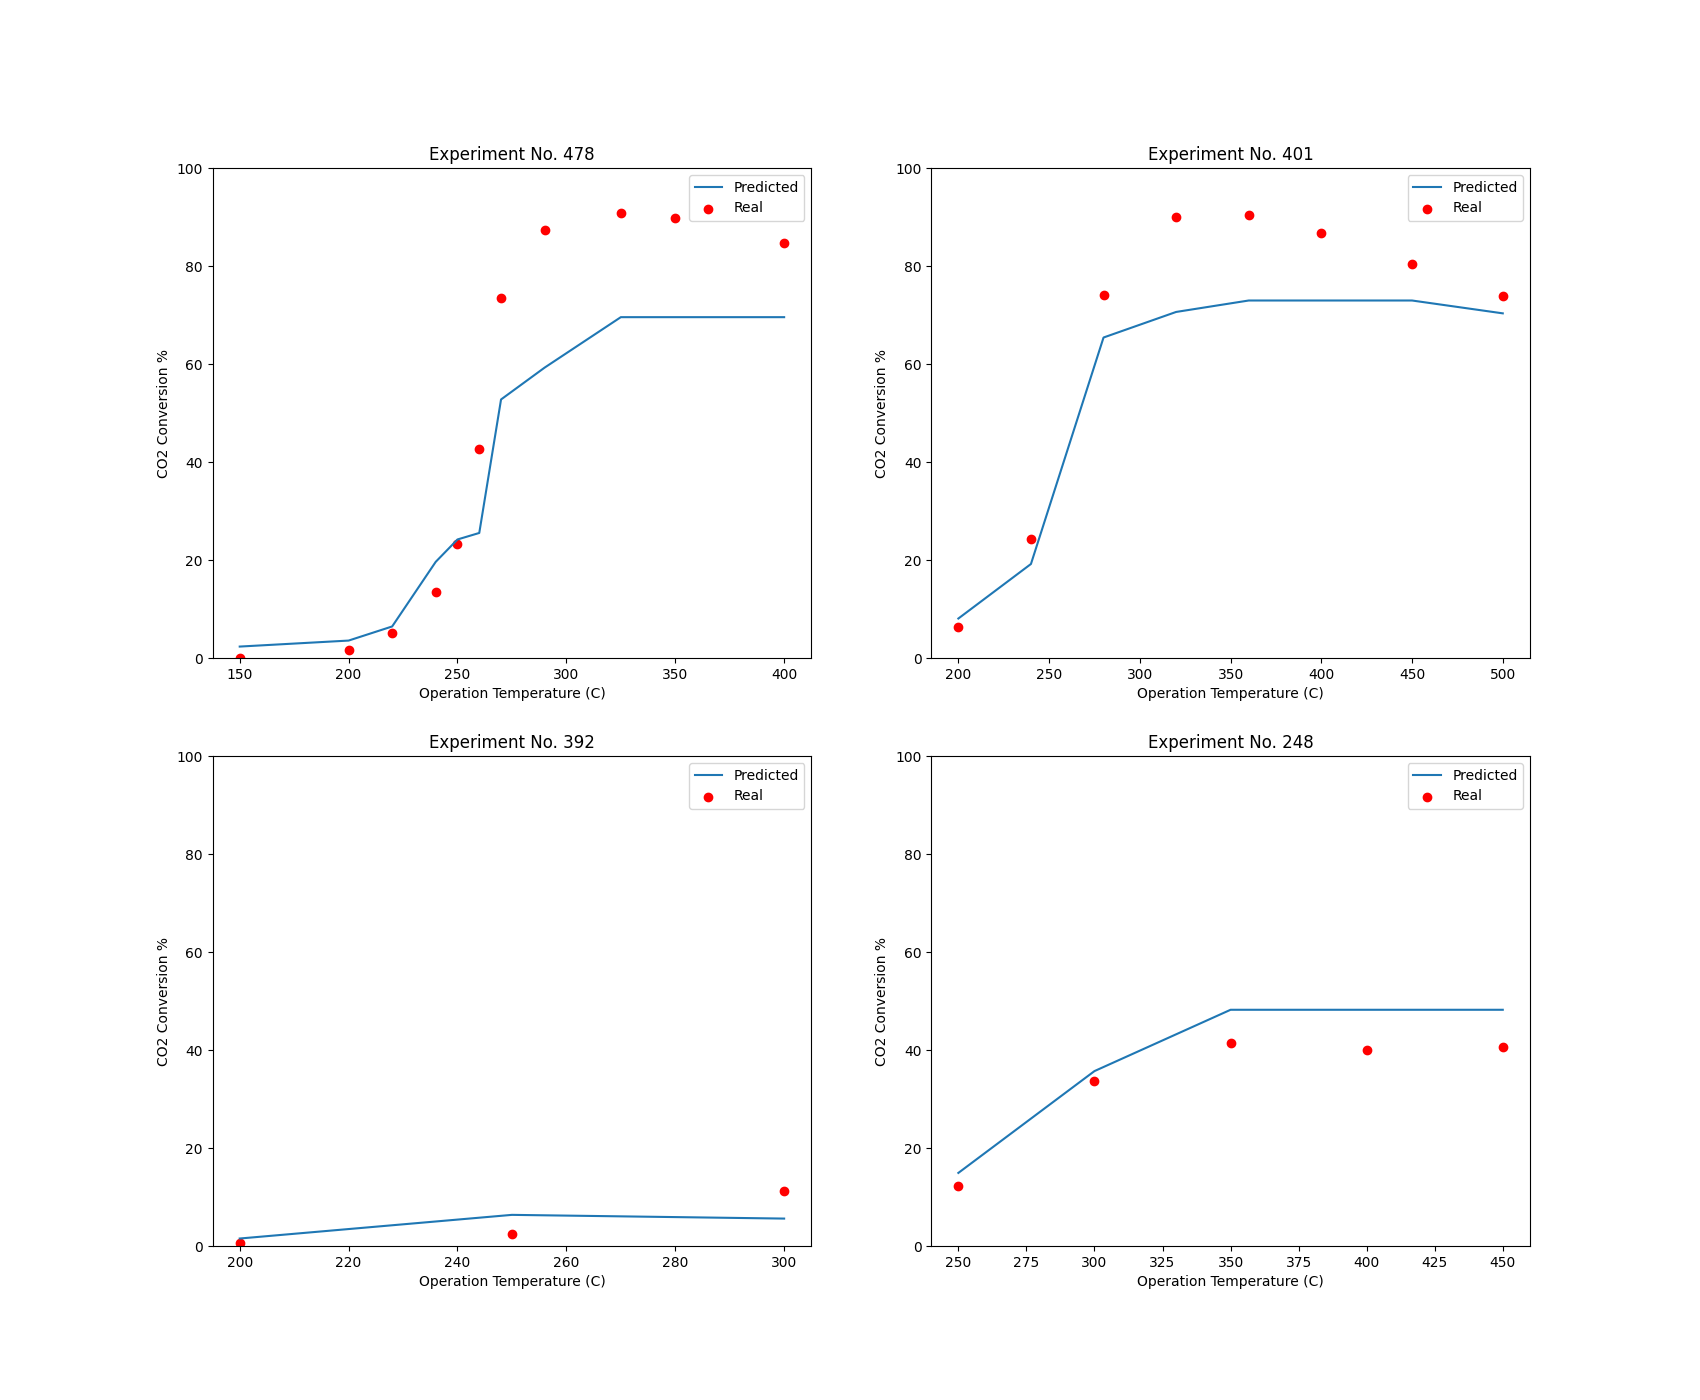 Experiment No. 478
100
80
60
40
20
0
CO2 Conversion %
Predicted
Real
150 200 250 300 350 400
Operation Temperature (C)
Experiment No. 401
100
80
60
40
20
0
CO2 Conversion %
Predicted
Real
200 250 300 350 400 450 500
Operation Temperature (C)
Experiment No. 392
100
80
60
40
20
0
CO2 Conversion %
Predicted
Real
200 220 240 260 280 300
Operation Temperature (C)
Experiment No. 248
100
80
60
40
20
0
CO2 Conversion %
Predicted
Real
250 275 300 325 350 375 400 425 450
Operation Temperature (C)